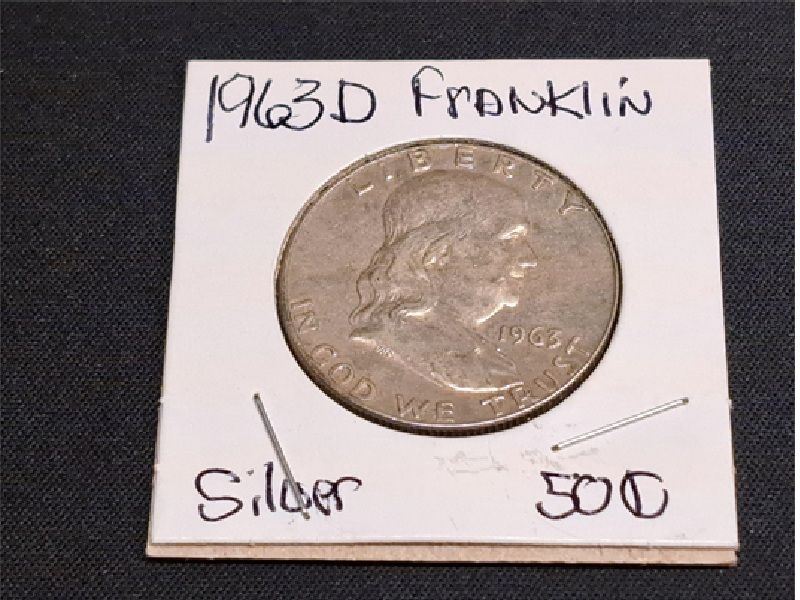 1963D FRANKLIN
LIBERTY
IN GOD WE TRUST
1963
Silver 50¢